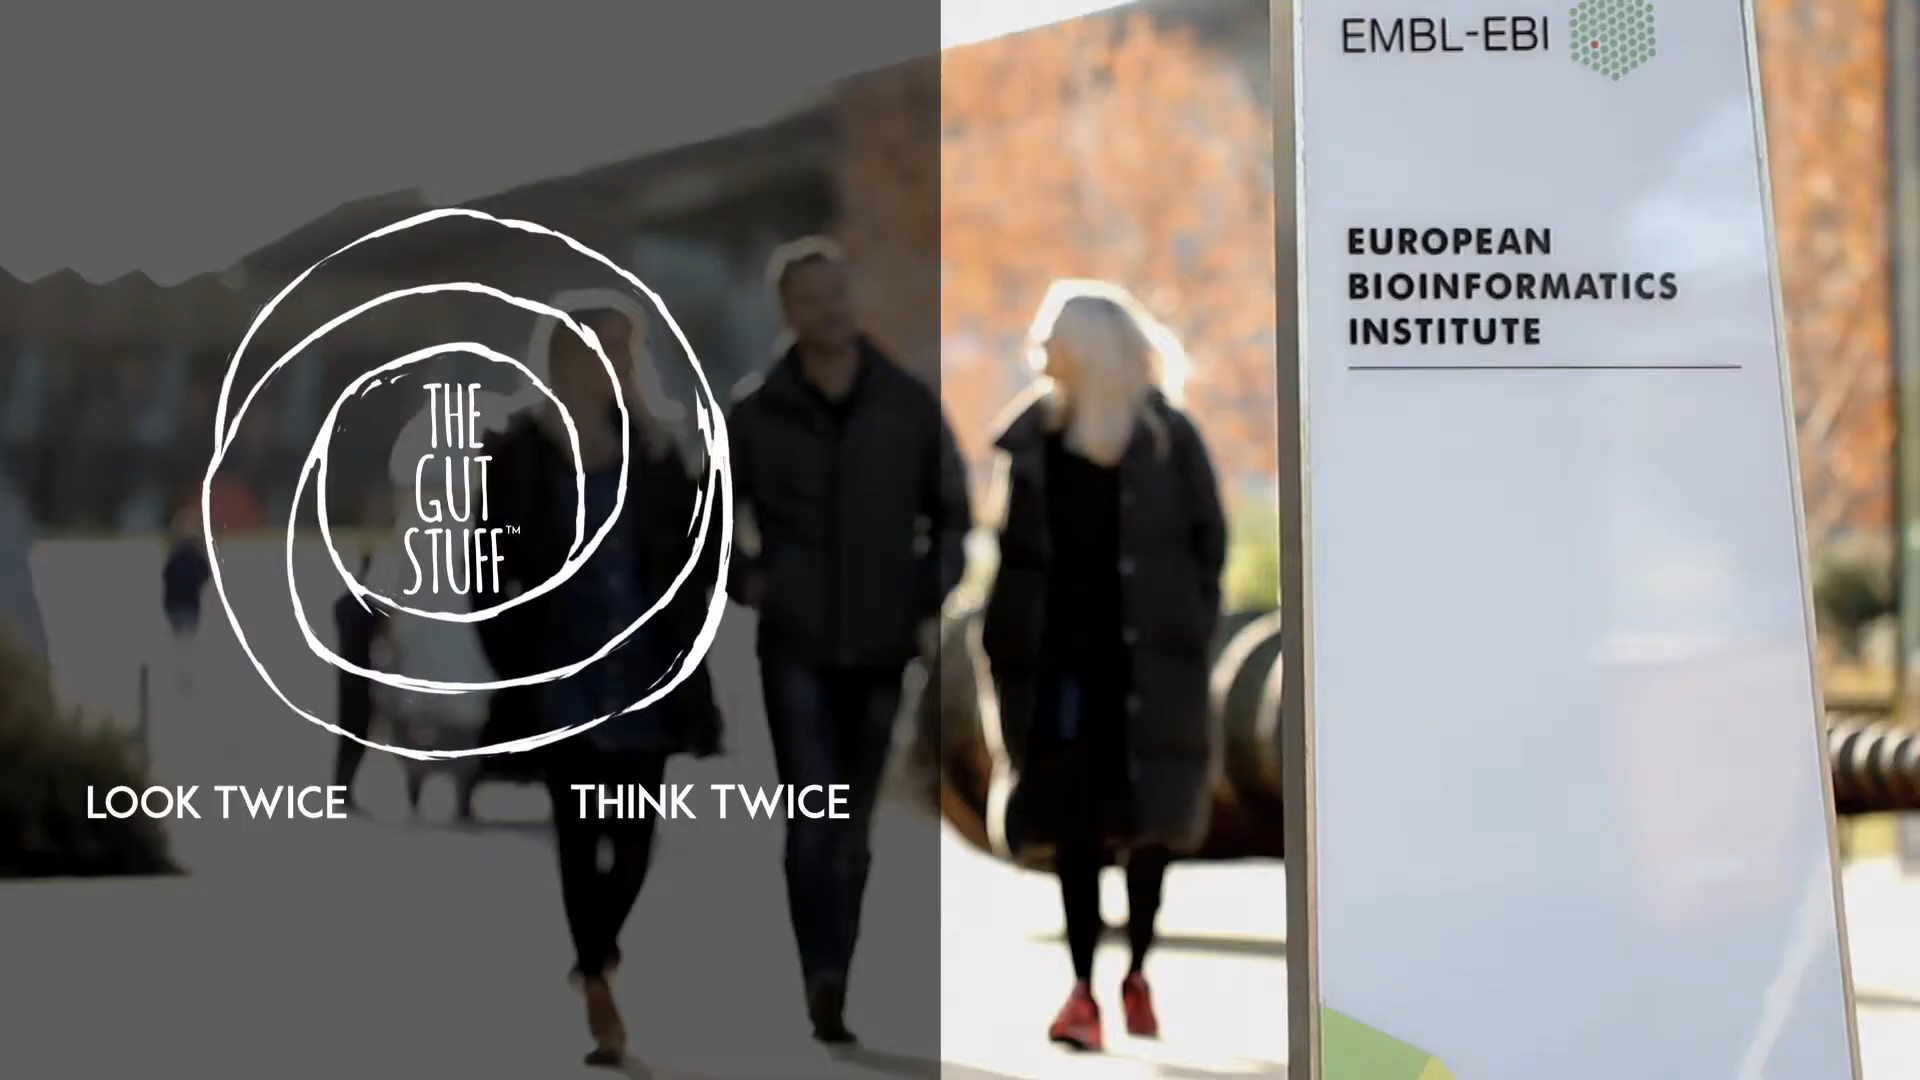 THE
GUT
STUFF™
LOOK TWICE
THINK TWICE
EMBL-EBI
EUROPEAN
BIOINFORMATICS
INSTITUTE